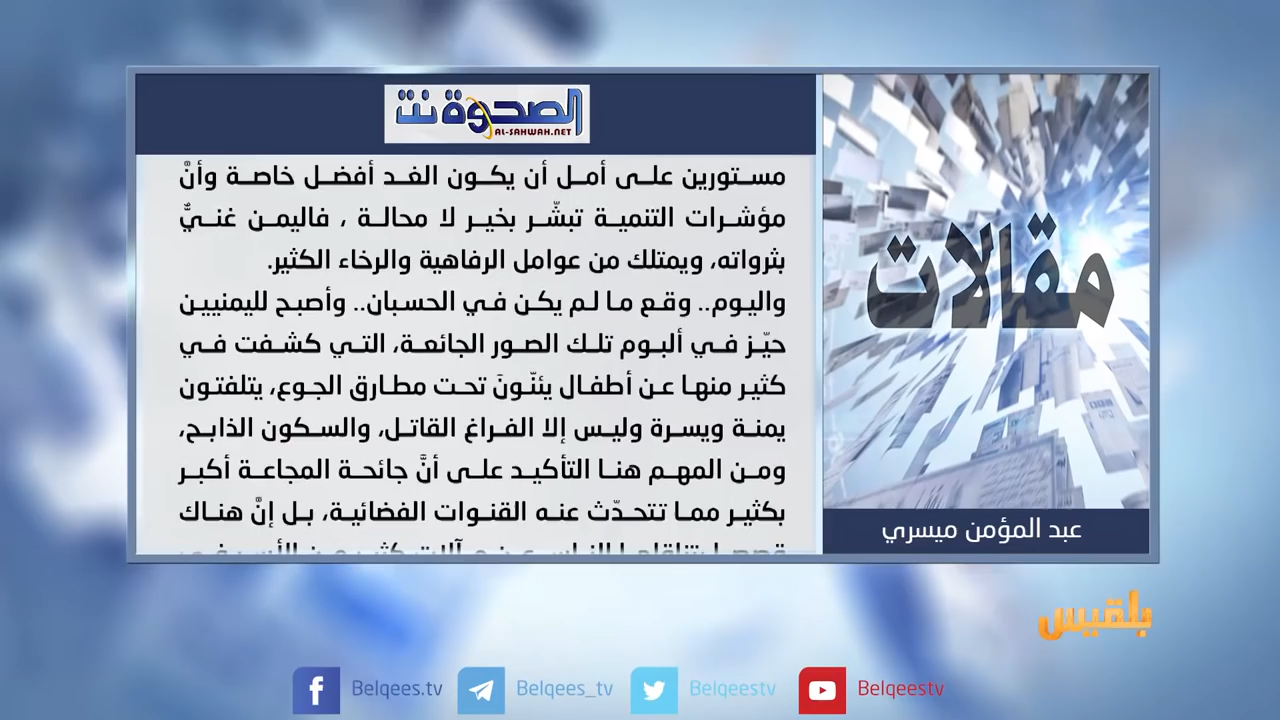 الصحوة نت
AL-SAHWAH.NET
مستورين على أمل أن يكون الغد أفضل خاصة وأنَّ
مؤشرات التنمية تبشّر بخير لا محالة ، فاليمن غنيٌّ
بثرواته، ويمتلك من عوامل الرفاهية والرخاء الكثير.
واليوم.. وقع ما لم يكن في الحسبان.. وأصبح لليمنيين
حيّز في ألبوم تلك الصور الجائعة، التي كشفت في
كثير منها عن أطفال يئنّونَ تحت مطارق الجوع، يتلفتون
يمنة ويسرة وليس إلا الفراغ القاتل، والسكون الذابح،
ومن المهم هنا التأكيد على أنَّ جائحة المجاعة أكبر
بكثير مما تتحدّث عنه القنوات الفضائية، بل إنَّ هناك
مقالات
عبد المؤمن ميسري
بلقيس
Belqees.tv
Belqees_tv
Belqeestv
Belqeestv